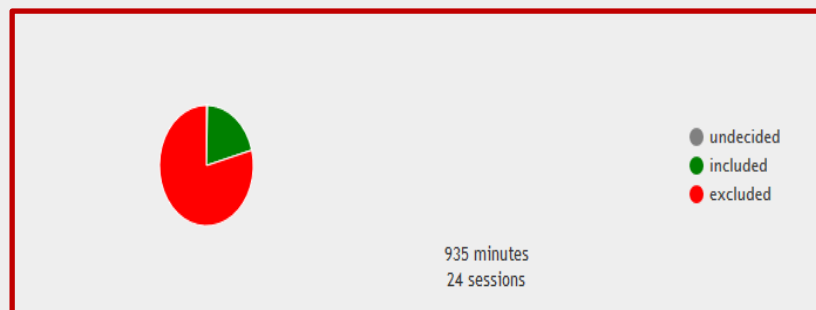 undecided
included
excluded
935 minutes
24 sessions